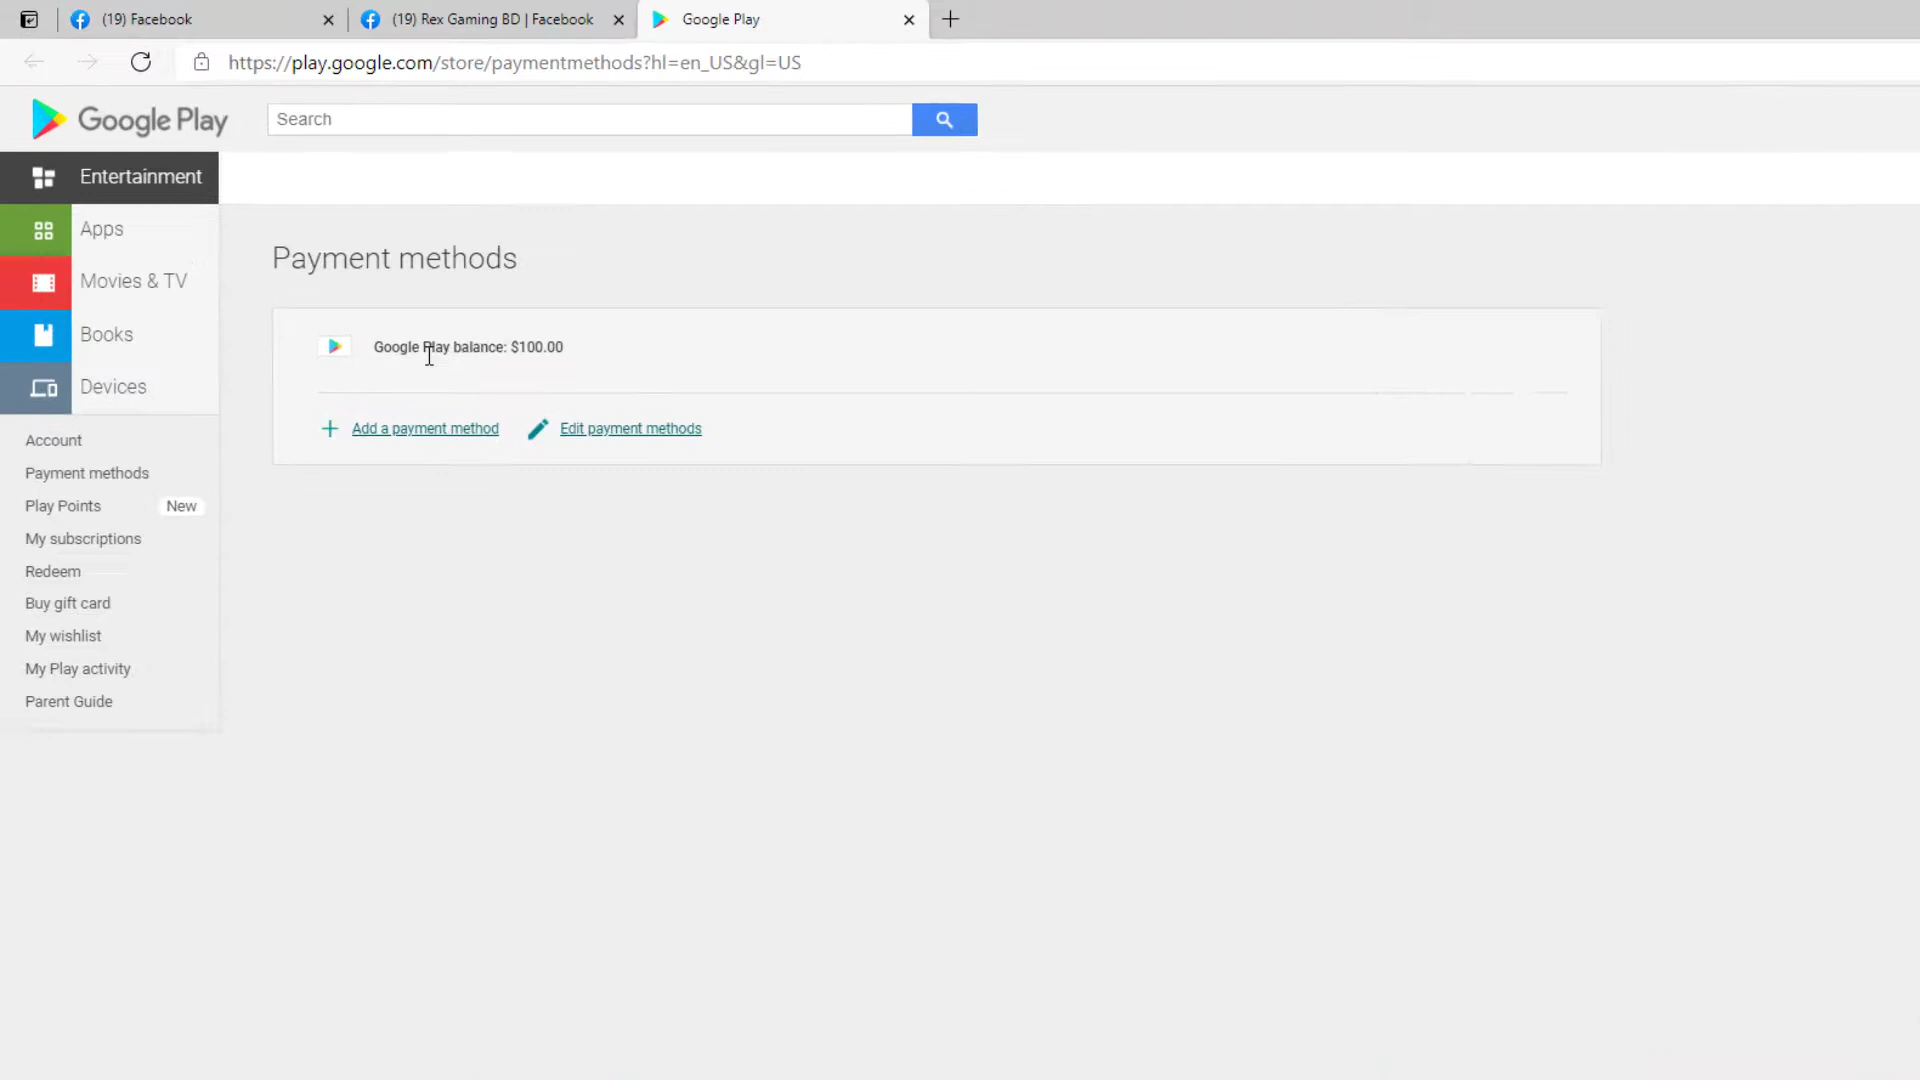 (19) Facebook
(19) Rex Gaming BD | Facebook
Google Play
https://play.google.com/store/paymentmethods?hl=en_US&gl=US
Google Play
Search
Entertainment
Apps
Movies & TV
Books
Devices
Account
Payment methods
Play Points New
My subscriptions
Redeem
Buy gift card
My wishlist
My Play activity
Parent Guide
Payment methods
Google Play balance: $100.00
Add a payment method
Edit payment methods